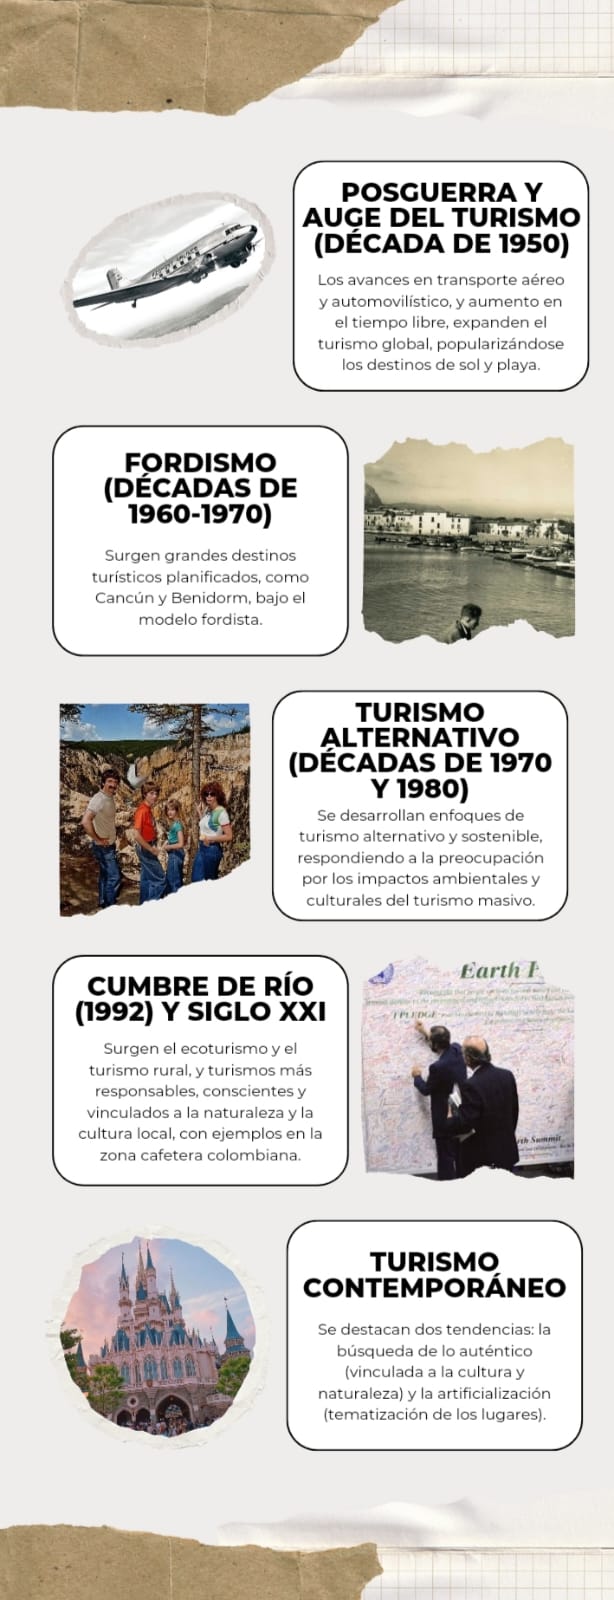 POSGUERRA Y
AUGE DEL TURISMO
(DÉCADA DE 1950)
Los avances en transporte aéreo
y automovilístico, y aumento en
el tiempo libre, expanden el
turismo global, popularizándose
los destinos de sol y playa.
FORDISMO
(DÉCADAS DE
1960-1970)
Surgen grandes destinos
turísticos planificados, como
Cancún y Benidorm, bajo el
modelo fordista.
TURISMO
ALTERNATIVO
(DÉCADAS DE 1970
Y 1980)
Se desarrollan enfoques de
turismo alternativo y sostenible,
respondiendo a la preocupación
por los impactos ambientales y
culturales del turismo masivo.
CUMBRE DE RÍO
(1992) Y SIGLO XXI
Surgen el ecoturismo y el
turismo rural, y turismos más
responsables, conscientes y
vinculados a la naturaleza y la
cultura local, con ejemplos en la
zona cafetera colombiana.
Earth
I PLEDGE
Summit
TURISMO
CONTEMPORÁNEO
Se destacan dos tendencias: la
búsqueda de lo auténtico
(vinculada a la cultura y
naturaleza) y la artificialización
(tematización de los lugares).